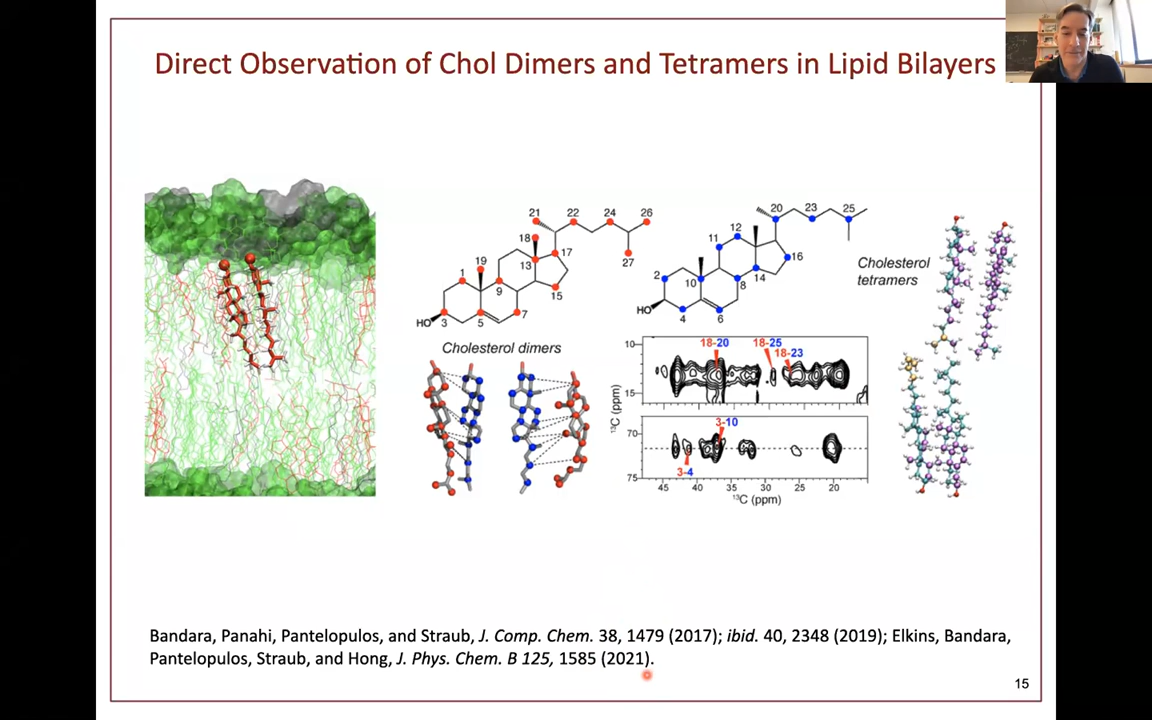 Direct Observation of Chol Dimers and Tetramers in Lipid Bilayers
21 22 24 26
18
19 17
1 13 27
9 15
HO 3 5 7
20 23 25
12
11
16
2 10 8 14
HO 4 6
Cholesterol
tetramers
Cholesterol dimers
10
18-20 18-25
18-23
15
13C (ppm)
70
3-10
3-4
75
45 40 35 30 25 20
13C (ppm)
Bandara, Panahi, Pantelopulos, and Straub, J. Comp. Chem. 38, 1479 (2017); ibid. 40, 2348 (2019); Elkins, Bandara,
Pantelopulos, Straub, and Hong, J. Phys. Chem. B 125, 1585 (2021).
15